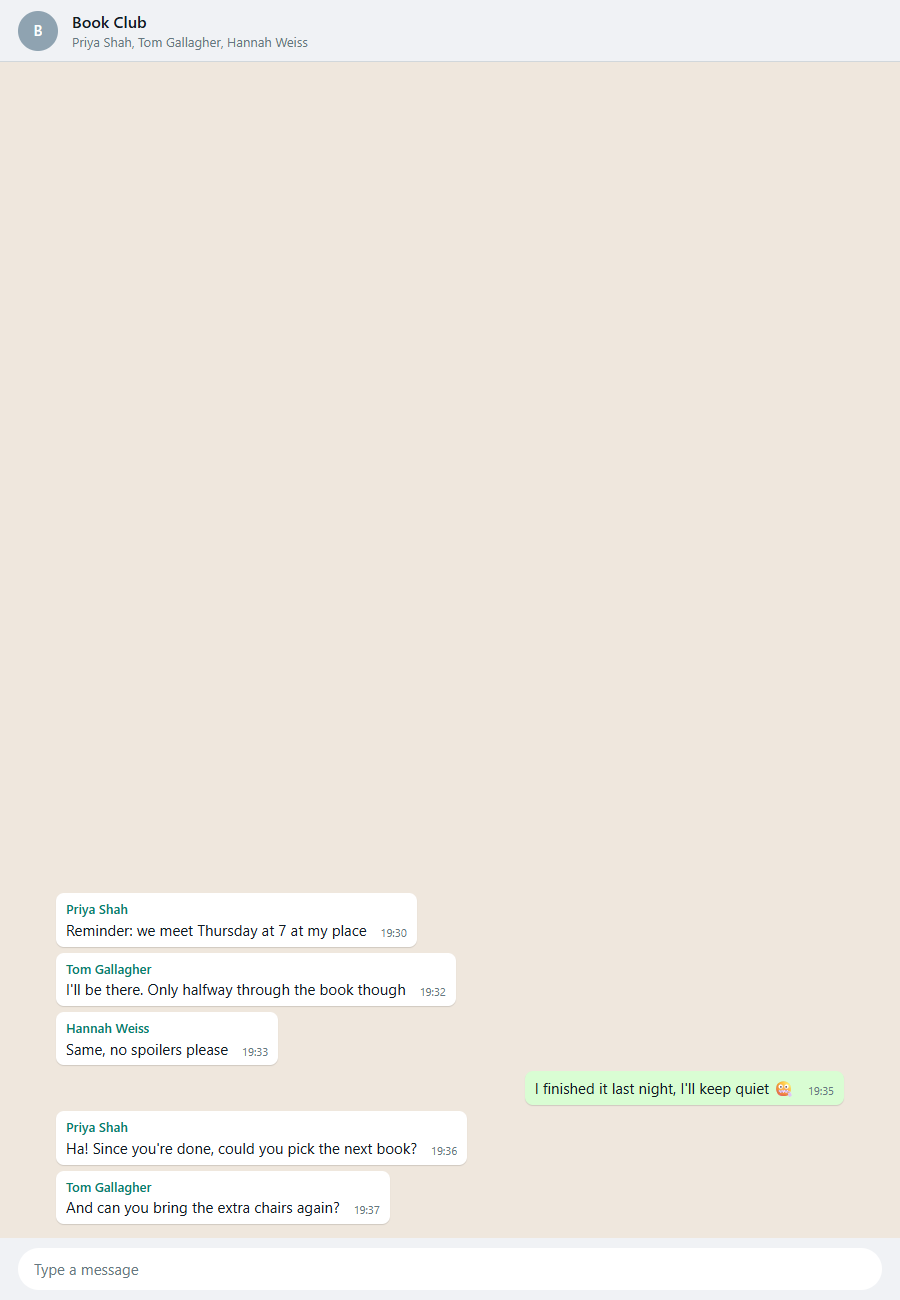 B
Book Club
Priya Shah, Tom Gallagher, Hannah Weiss
Priya Shah
Reminder: we meet Thursday at 7 at my place 19:30
Tom Gallagher
I'll be there. Only halfway through the book though 19:32
Hannah Weiss
Same, no spoilers please 19:33
I finished it last night, I'll keep quiet 19:35
Priya Shah
Ha! Since you're done, could you pick the next book? 19:36
Tom Gallagher
And can you bring the extra chairs again? 19:37
Type a message